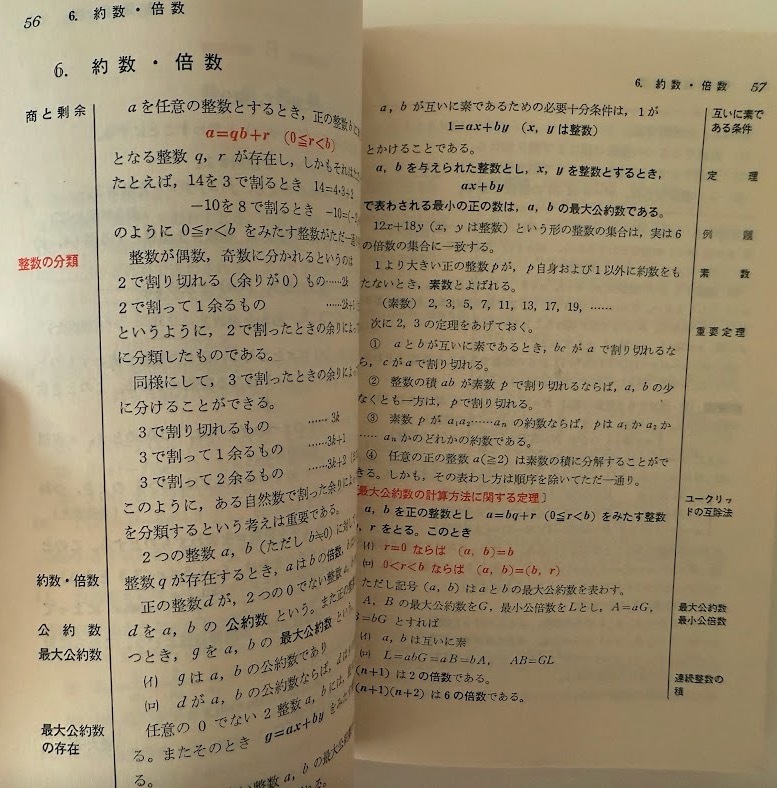 56 6. 約数・倍数
6. 約数・倍数
商と剰余
aを任意の整数とするとき，正の整数
a=qb+r (0≦r<b)
となる整数 q, r が存在し，しかもそれは
たとえば，14を3で割るとき 14=4·3+2
−10を8で割るとき −10=(−
のように 0≦r<b をみたす整数がただ一
整数の分類
整数が偶数，奇数に分かれるというのは
2で割り切れる（余りが0）もの……2k
2で割って1余るもの ……2k+1
というように，2で割ったときの余りによ
に分類したものである。
同様にして，3で割ったときの余りによ
に分けることができる。
3で割り切れるもの ……3k
3で割って1余るもの ……3k+1
3で割って2余るもの ……3k+2
このように，ある自然数で割った余りに
を分類するという考えは重要である。
2つの整数 a, b（ただし b≠0）に対し
約数・倍数
整数 q が存在するとき，a は b の倍数，
正の整数 d が，2つの0でない整数 a,
公約数
d を a, b の 公約数 という。また正の
最大公約数
つとき，g を a, b の 最大公約数 という。
(イ) g は a, b の公約数であり
(ロ) d が a, b の公約数ならば，d は
最大公約数
の存在
任意の 0 でない 2 整数 a, b には，
る。またそのとき g=ax+by をみた
る。
整数 a, b の最大公
6. 約数・倍数 57
a, b が互いに素であるための必要十分条件は，1 が
互いに素で
ある条件
1=ax+by (x, y は整数)
とかけることである。
a, b を与えられた整数とし，x, y を整数とするとき，
定理
ax+by
で表わされる最小の正の数は，a, b の最大公約数である。
12x+18y (x, y は整数) という形の整数の集合は，実は6
例題
の倍数の集合に一致する。
1より大きい正の整数 p が，p 自身および1以外に約数をも
素数
たないとき，素数とよばれる。
（素数） 2, 3, 5, 7, 11, 13, 17, 19, ……
次に2, 3の定理をあげておく。
重要定理
① a と b が互いに素であるとき，bc が a で割り切れるな
ら，c が a で割り切れる。
② 整数の積 ab が素数 p で割り切れるならば，a, b の少
なくとも一方は，p で割り切れる。
③ 素数 p が a₁a₂……aₙ の約数ならば，p は a₁ か a₂ か
…… aₙ かのどれかの約数である。
④ 任意の正の整数 a(≧2) は素数の積に分解することがで
きる。しかも，その表わし方は順序を除いてただ一通り。
[最大公約数の計算方法に関する定理]
ユークリッ
ドの互除法
a, b を正の整数とし a=bq+r (0≦r<b) をみたす整数
, r をとる。このとき
(イ) r=0 ならば (a, b)=b
(ロ) 0<r<b ならば (a, b)=(b, r)
ただし記号 (a, b) は a と b の最大公約数を表わす。
A, B の最大公約数を G，最小公倍数を L とし，A=aG,
最大公約数
最小公倍数
=bG とすれば
(イ) a, b は互いに素
(ロ) L=abG=aB=bA, AB=GL
(n+1) は2の倍数である。
連続整数の
積
(n+1)(n+2) は6の倍数である。